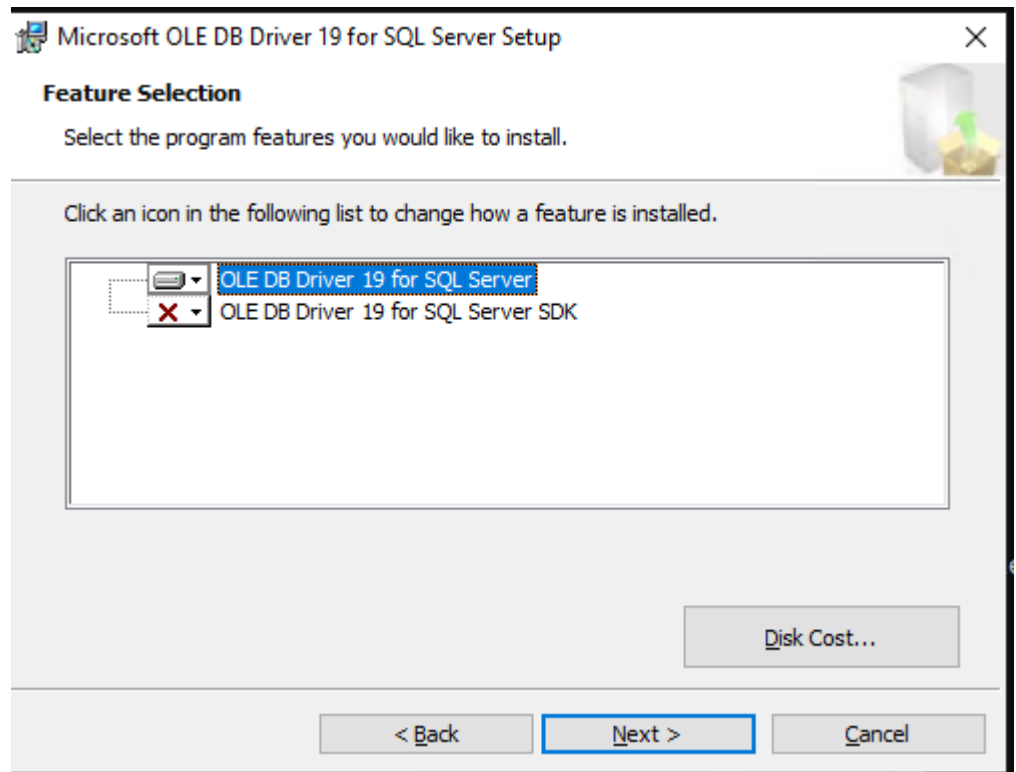 Microsoft OLE DB Driver 19 for SQL Server Setup
Feature Selection
Select the program features you would like to install.
Click an icon in the following list to change how a feature is installed.
OLE DB Driver 19 for SQL Server
OLE DB Driver 19 for SQL Server SDK
Disk Cost...
< Back
Next >
Cancel